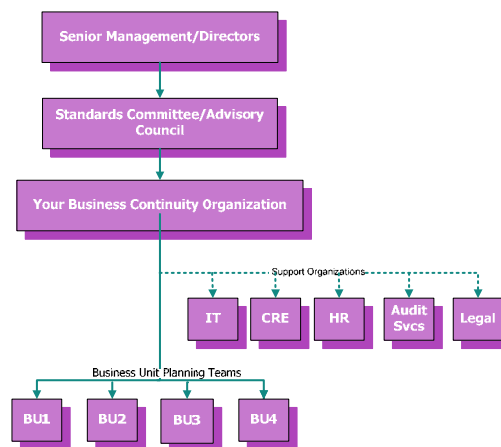 Senior Management/Directors
Standards Committee/Advisory
Council
Your Business Continuity Organization
Support Organizations
IT
CRE
HR
Audit
Svcs
Legal
Business Unit Planning Teams
BU1
BU2
BU3
BU4